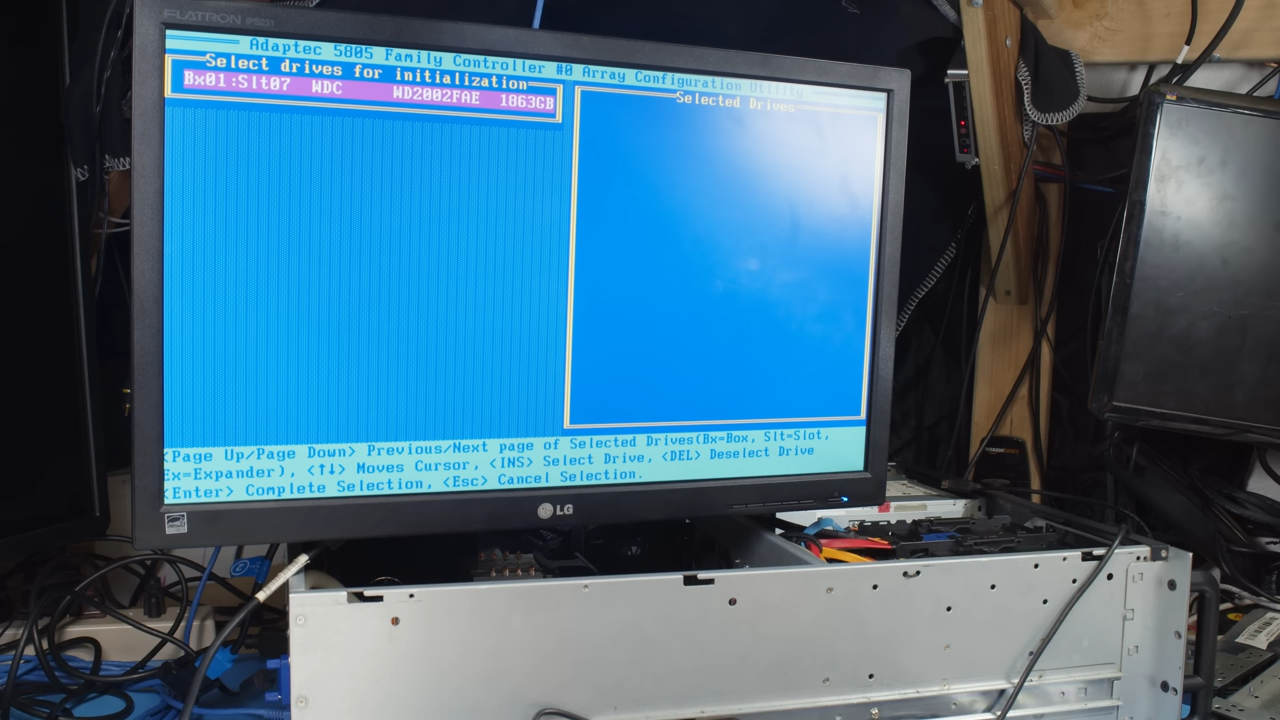 FLATRON IPS231
Adaptec 5805 Family Controller #0 Array Configuration Utility
Select drives for initialization
Bx01:Slt07 WDC WD2002FAE 1863GB
Selected Drives
<Page Up/Page Down> Previous/Next page of Selected Drives(Bx=Box, Slt=Slot,
Ex=Expander), <↑↓> Moves Cursor, <INS> Select Drive, <DEL> Deselect Drive
<Enter> Complete Selection, <Esc> Cancel Selection.
LG